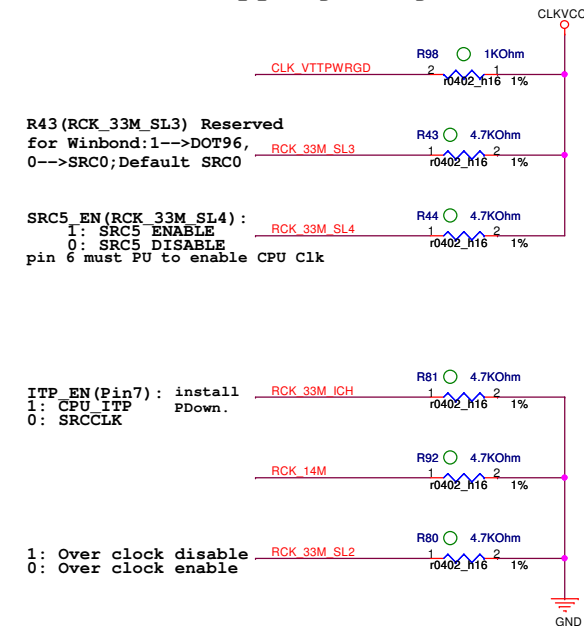 CLKVCC
R98 1KOhm
CLK_VTTPWRGD 2 1
r0402_h16 1%
R43(RCK_33M_SL3) Reserved
for Winbond:1-->DOT96,
0-->SRC0;Default SRC0
R43 4.7KOhm
RCK_33M_SL3 1 2
r0402_h16 1%
SRC5_EN(RCK_33M_SL4):
1: SRC5 ENABLE
0: SRC5 DISABLE
pin 6 must PU to enable CPU Clk
R44 4.7KOhm
RCK_33M_SL4 1 2
r0402_h16 1%
ITP_EN(Pin7): install
1: CPU_ITP PDown.
0: SRCCLK
R81 4.7KOhm
RCK_33M_ICH 1 2
r0402_h16 1%
R92 4.7KOhm
RCK_14M 1 2
r0402_h16 1%
1: Over clock disable
0: Over clock enable
R80 4.7KOhm
RCK_33M_SL2 1 2
r0402_h16 1%
GND